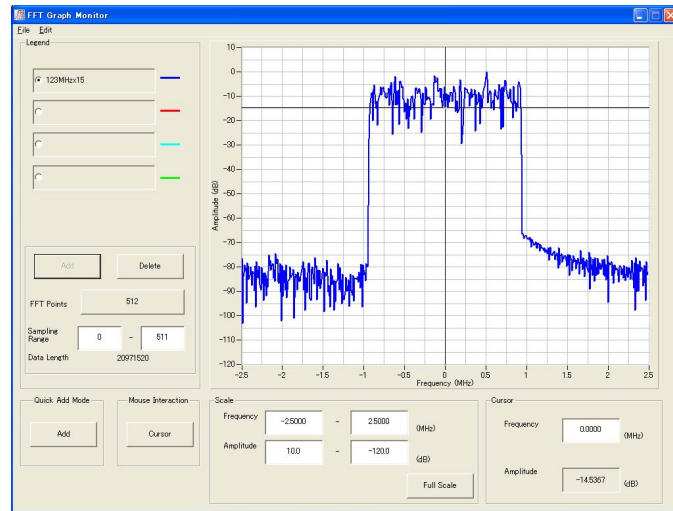 FFT Graph Monitor
File Edit
Legend
123MHzx15
Add Delete
FFT Points 512
Sampling Range 0 - 511
Data Length 20971520
Quick Add Mode
Add
Mouse Interaction
Cursor
10
0
-10
-20
-30
-40
-50
-60
-70
-80
-90
-100
-110
-120
Amplitude (dB)
-2.5 -2 -1.5 -1 -0.5 0 0.5 1 1.5 2 2.5
Frequency (MHz)
Scale
Frequency -2.5000 - 2.5000 (MHz)
Amplitude 10.0 - -120.0 (dB)
Full Scale
Cursor
Frequency 0.0000 (MHz)
Amplitude -14.5367 (dB)